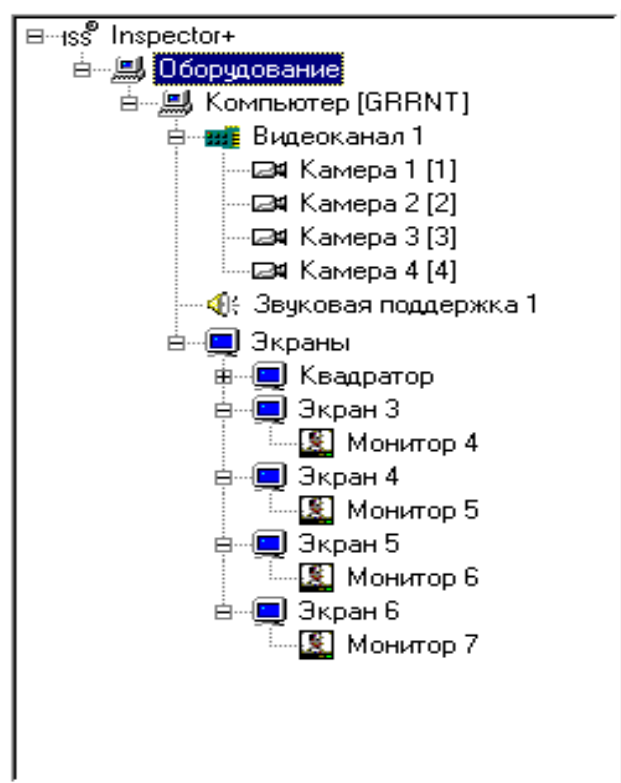 ISS® Inspector+
Оборудование
Компьютер [GRRNT]
Видеоканал 1
Камера 1 [1]
Камера 2 [2]
Камера 3 [3]
Камера 4 [4]
Звуковая поддержка 1
Экраны
Квадратор
Экран 3
Монитор 4
Экран 4
Монитор 5
Экран 5
Монитор 6
Экран 6
Монитор 7